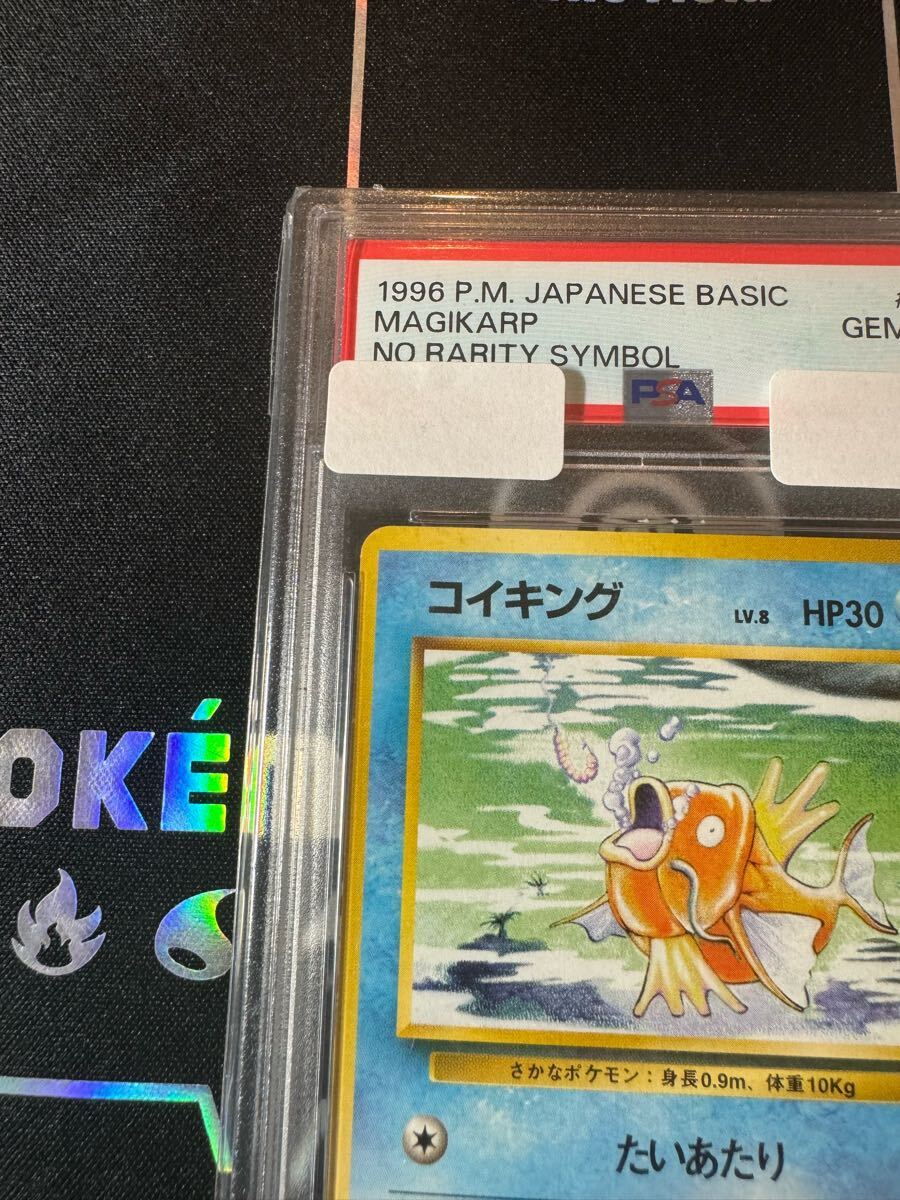 1996 P.M. JAPANESE BASIC
MAGIKARP
GEM
NO RARITY SYMBOL
PSA
コイキング LV.8 HP30
さかなポケモン：身長0.9m、体重10Kg
たいあたり
OKÉ